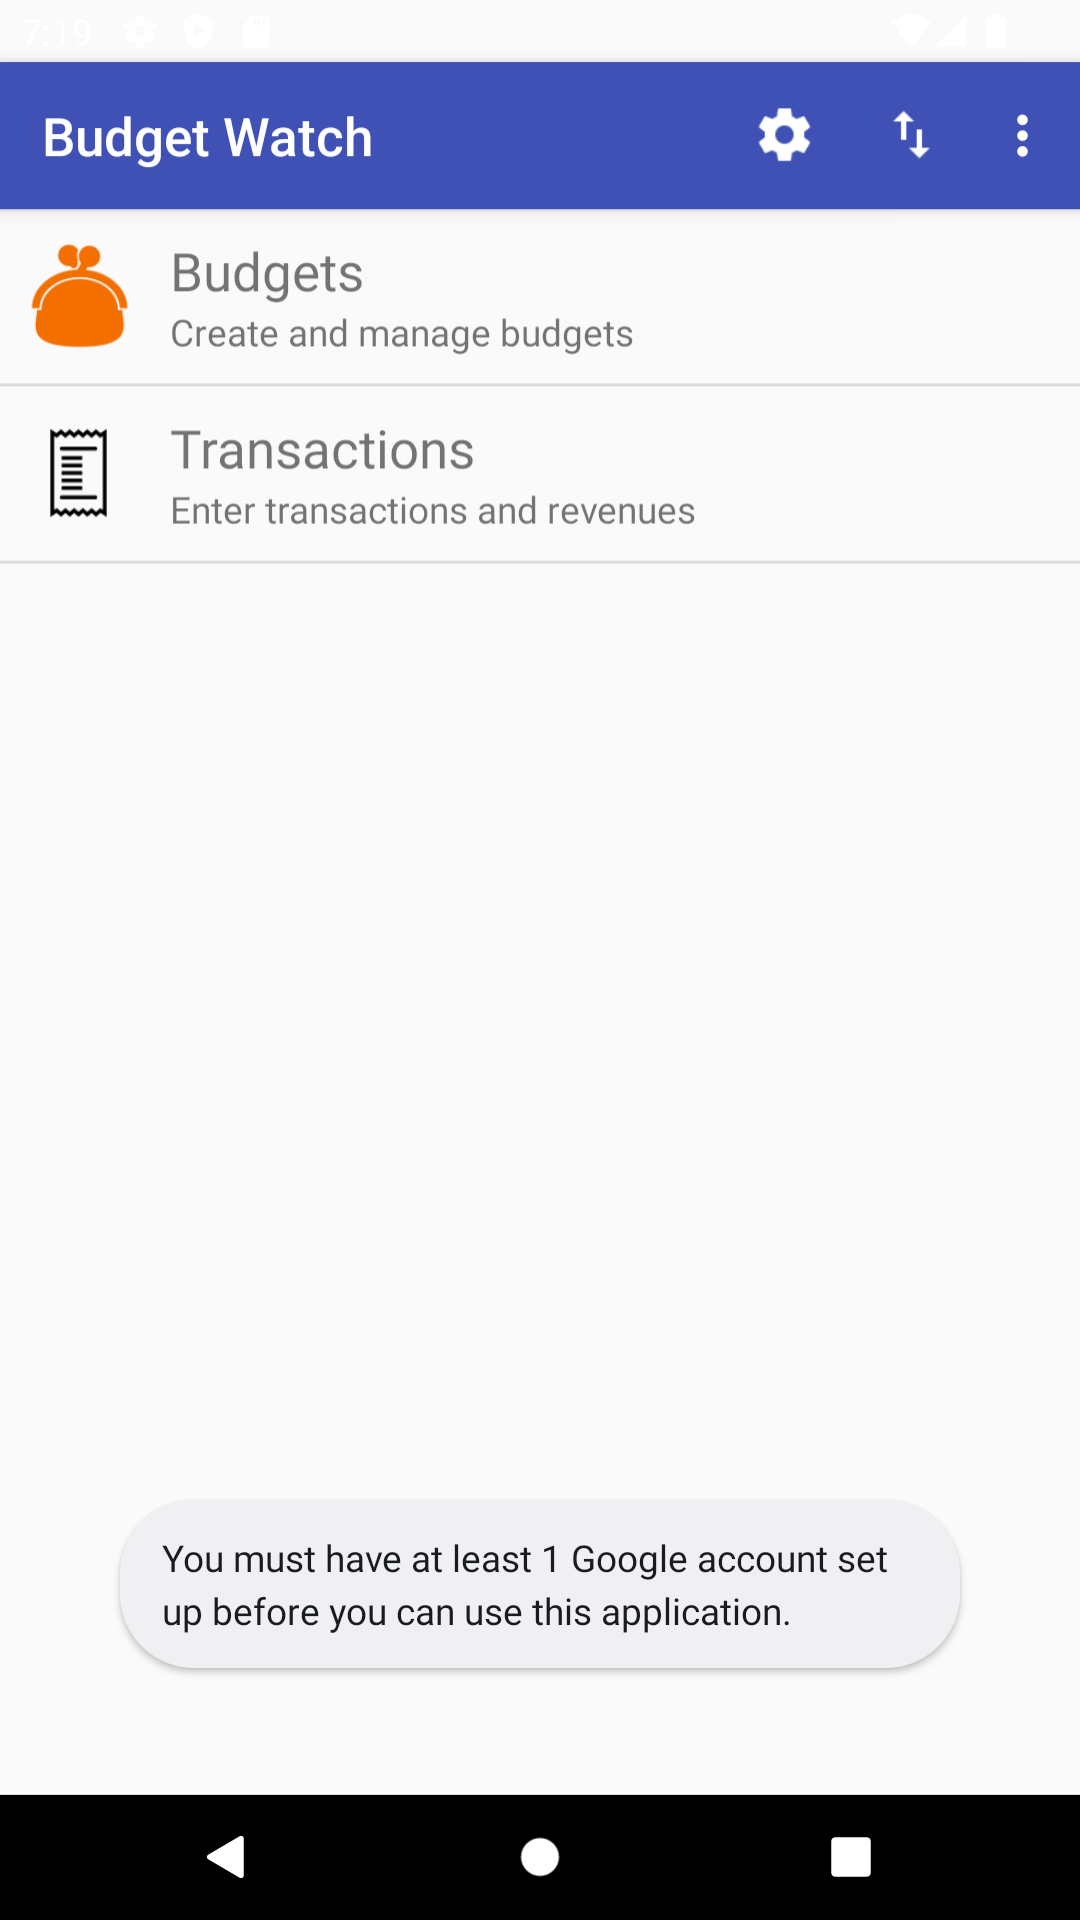 7:19
Budget Watch
Budgets
Create and manage budgets
Transactions
Enter transactions and revenues
You must have at least 1 Google account set
up before you can use this application.